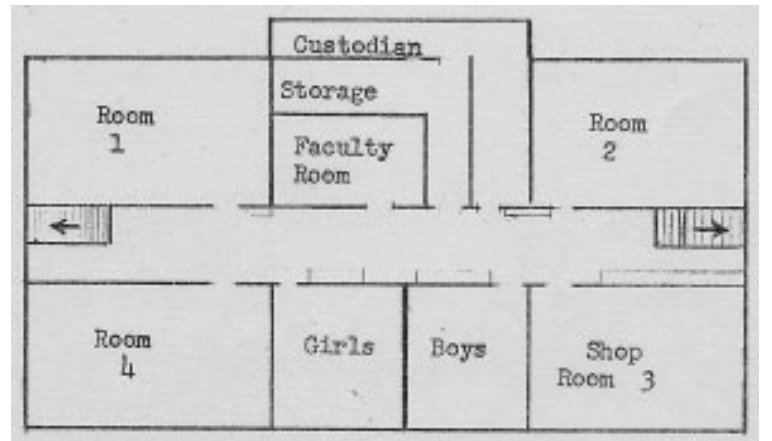 Custodian
Storage
Room
1
Faculty
Room
Room
2
Room
4
Girls
Boys
Shop
Room 3